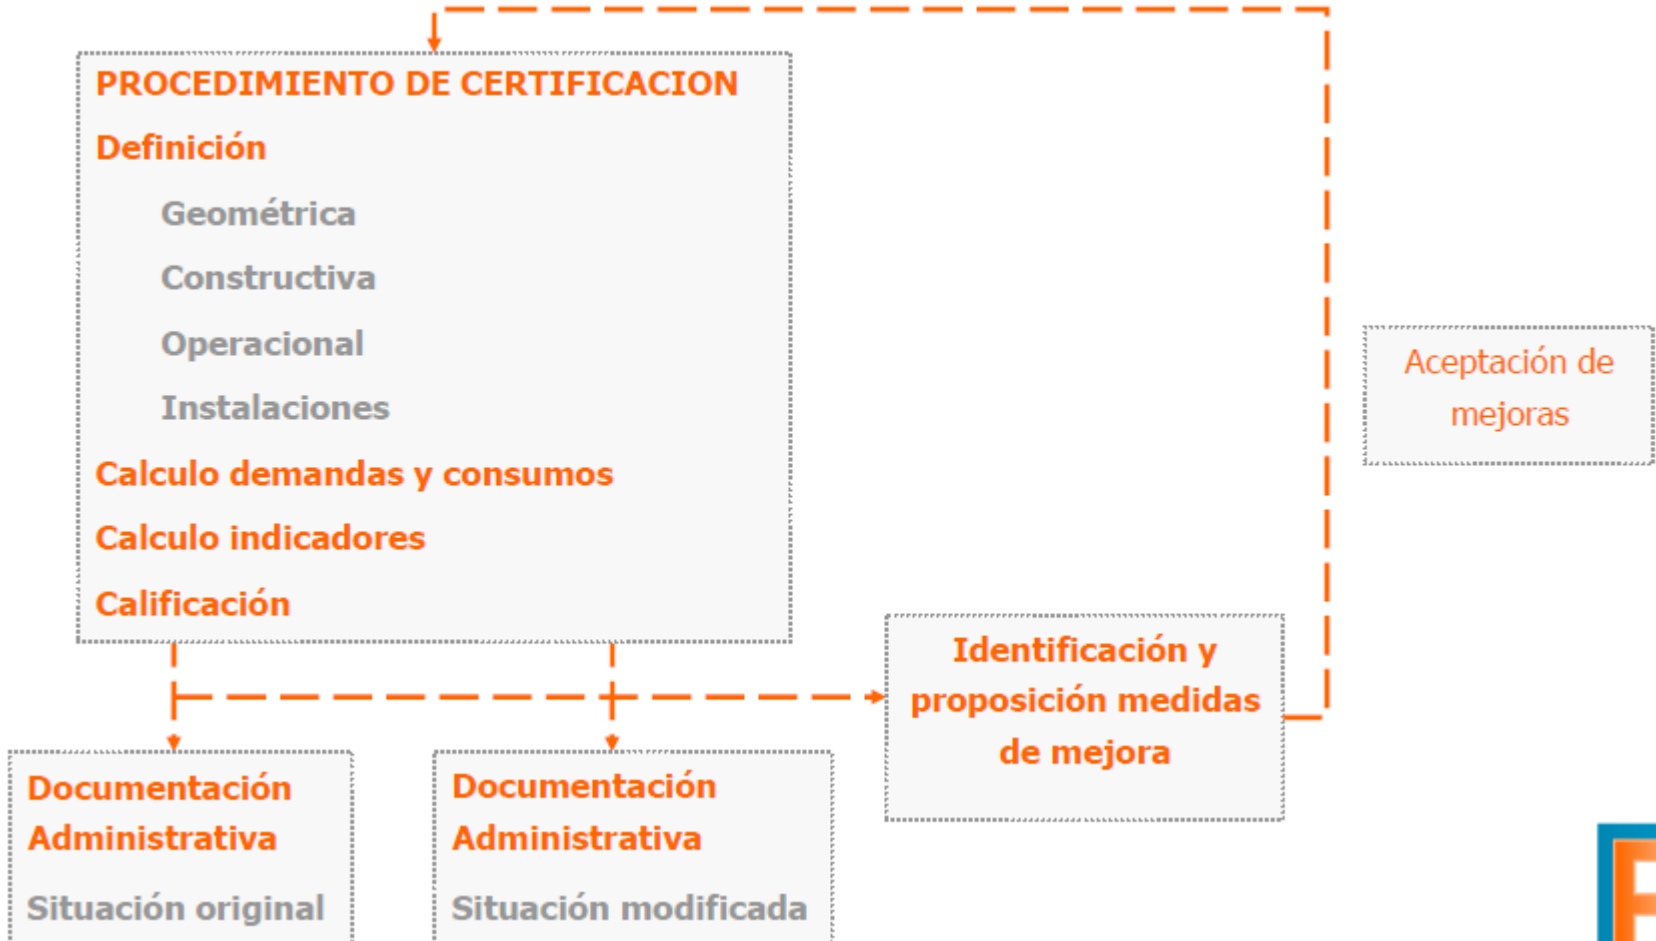 PROCEDIMIENTO DE CERTIFICACION
Definición
Geométrica
Constructiva
Operacional
Instalaciones
Calculo demandas y consumos
Calculo indicadores
Calificación
Aceptación de
mejoras
Identificación y
proposición medidas
de mejora
Documentación
Administrativa
Situación original
Documentación
Administrativa
Situación modificada